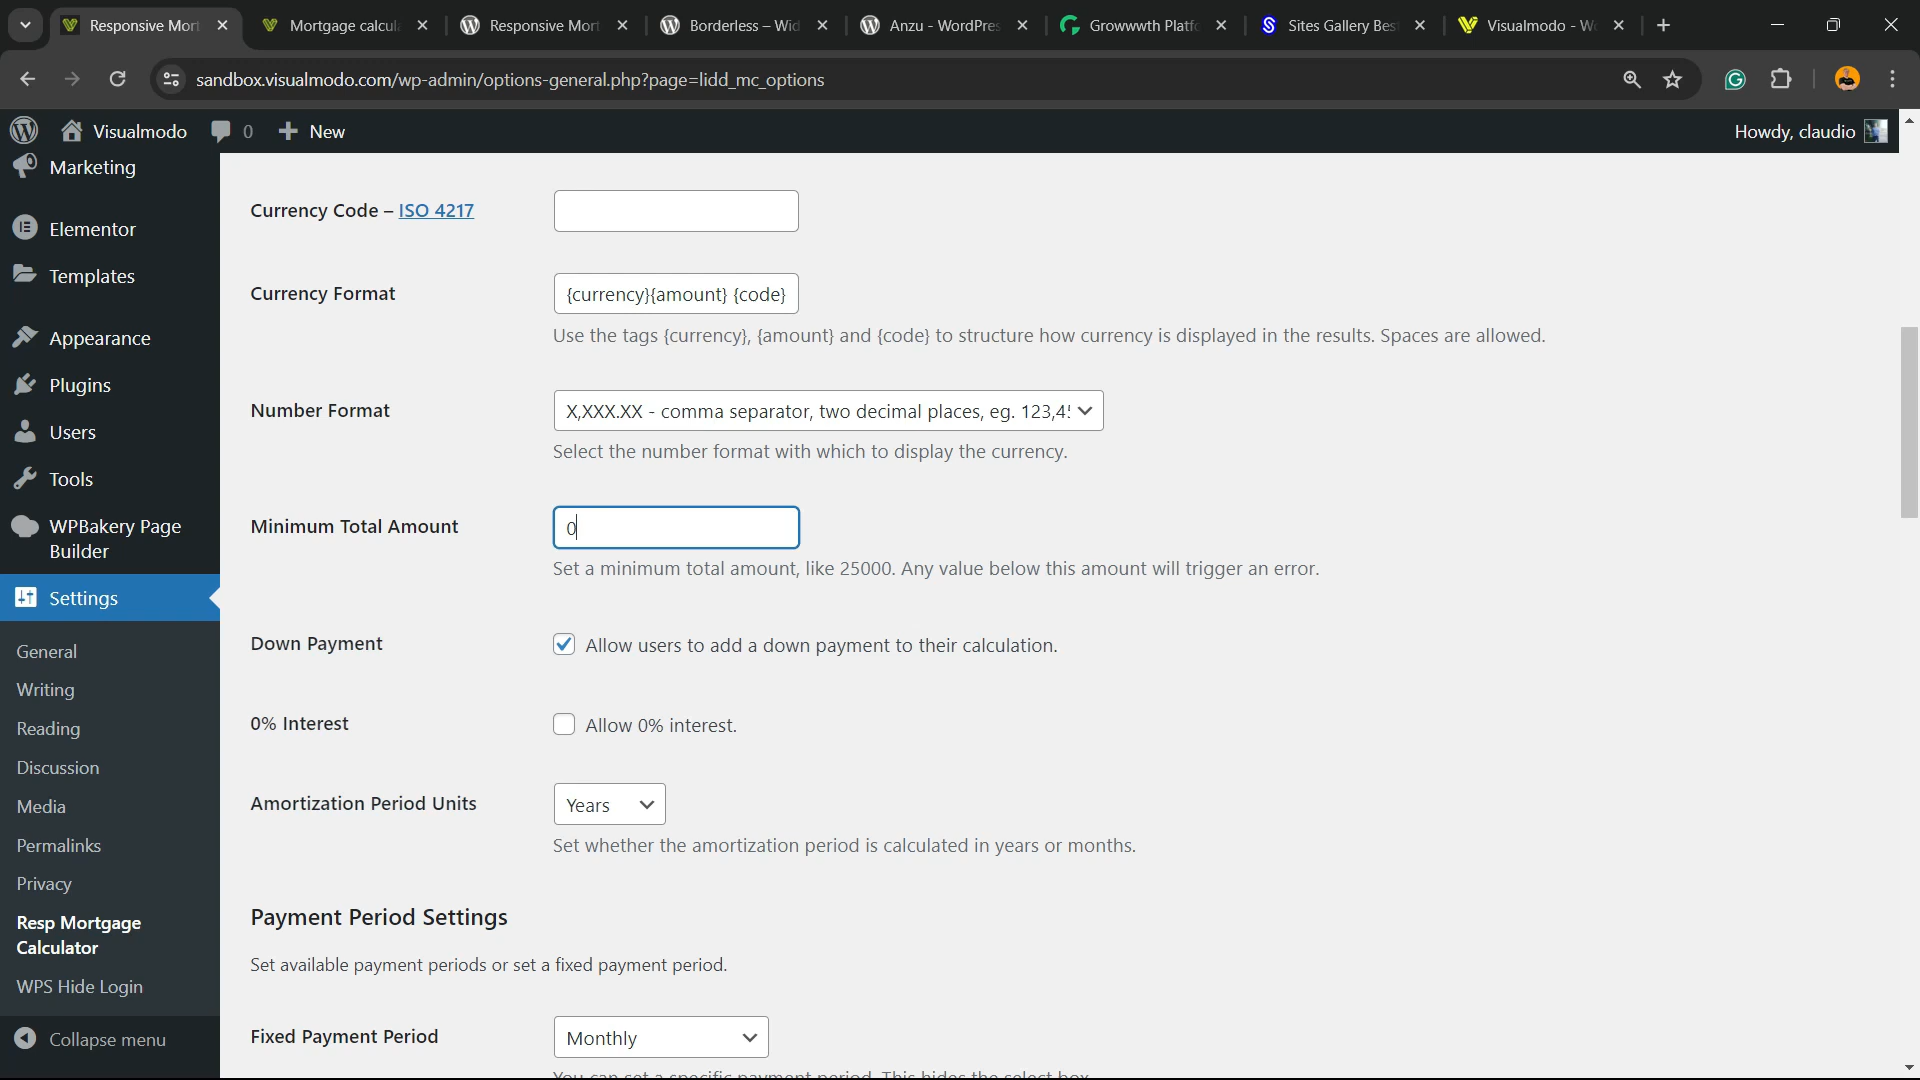 Responsive Mort
Mortgage calcul
Responsive Mort
Borderless – Wid
Anzu - WordPres
Growwwth Platf
Sites Gallery Bes
Visualmodo - W
sandbox.visualmodo.com/wp-admin/options-general.php?page=lidd_mc_options
Visualmodo
0
New
Howdy, claudio
Marketing
Elementor
Templates
Appearance
Plugins
Users
Tools
WPBakery Page
Builder
Settings
General
Writing
Reading
Discussion
Media
Permalinks
Privacy
Resp Mortgage
Calculator
WPS Hide Login
Collapse menu
Currency Code – ISO 4217
Currency Format
{currency}{amount} {code}
Use the tags {currency}, {amount} and {code} to structure how currency is displayed in the results. Spaces are allowed.
Number Format
X,XXX.XX - comma separator, two decimal places, eg. 123,4
Select the number format with which to display the currency.
Minimum Total Amount
0
Set a minimum total amount, like 25000. Any value below this amount will trigger an error.
Down Payment
Allow users to add a down payment to their calculation.
0% Interest
Allow 0% interest.
Amortization Period Units
Years
Set whether the amortization period is calculated in years or months.
Payment Period Settings
Set available payment periods or set a fixed payment period.
Fixed Payment Period
Monthly
You can set a specific payment period. This hides the select box.